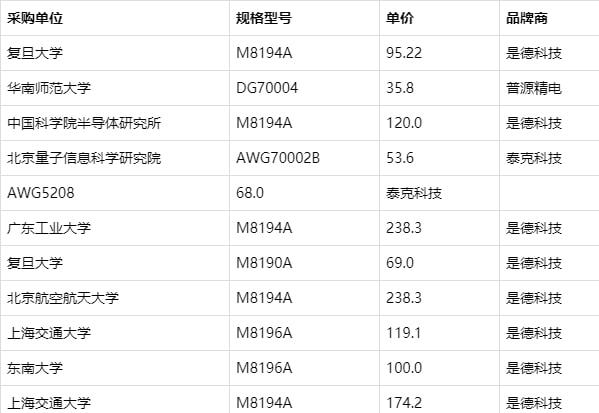 采购单位 规格型号 单价 品牌商
复旦大学 M8194A 95.22 是德科技
华南师范大学 DG70004 35.8 普源精电
中国科学院半导体研究所 M8194A 120.0 是德科技
北京量子信息科学研究院 AWG70002B 53.6 泰克科技
AWG5208 68.0 泰克科技
广东工业大学 M8194A 238.3 是德科技
复旦大学 M8190A 69.0 是德科技
北京航空航天大学 M8194A 238.3 是德科技
上海交通大学 M8196A 119.1 是德科技
东南大学 M8196A 100.0 是德科技
上海交通大学 M8194A 174.2 是德科技